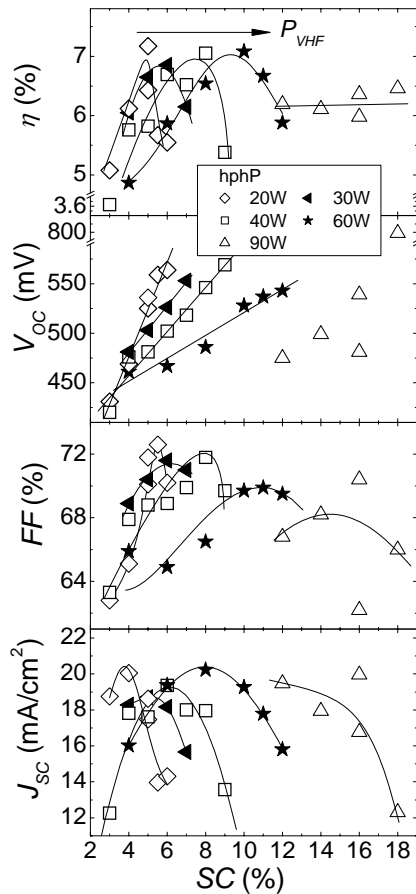 P_VHF
η (%)
7
6
5
3.6
hphP
20W 30W
40W 60W
90W
V_OC (mV)
800
550
500
450
FF (%)
72
68
64
J_SC (mA/cm²)
20
18
16
14
12
2 4 6 8 10 12 14 16 18
SC (%)